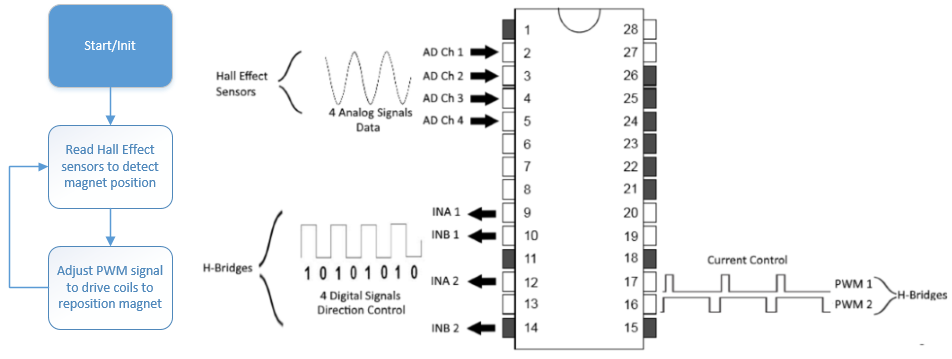 Start/Init
Read Hall Effect
sensors to detect
magnet position
Adjust PWM signal
to drive coils to
reposition magnet
Hall Effect
Sensors
4 Analog Signals
Data
AD Ch 1
AD Ch 2
AD Ch 3
AD Ch 4
H-Bridges
1 0 1 0 1 0 1 0
4 Digital Signals
Direction Control
INA 1
INB 1
INA 2
INB 2
1 28
2 27
3 26
4 25
5 24
6 23
7 22
8 21
9 20
10 19
11 18
12 17
13 16
14 15
Current Control
PWM 1
PWM 2
H-Bridges